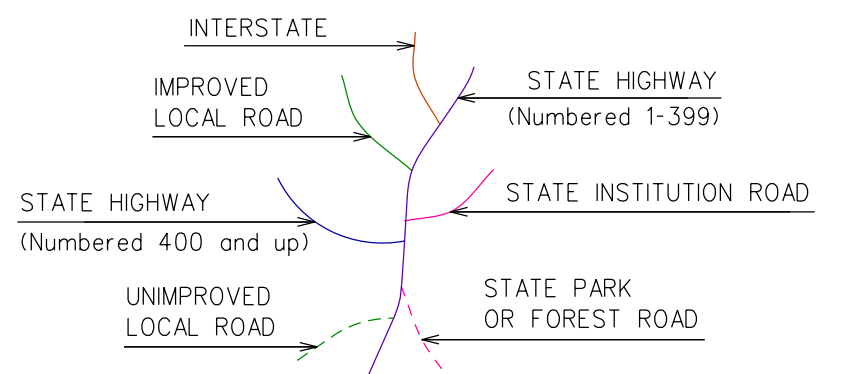 INTERSTATE
IMPROVED
LOCAL ROAD
STATE HIGHWAY
(Numbered 1-399)
STATE HIGHWAY
(Numbered 400 and up)
STATE INSTITUTION ROAD
UNIMPROVED
LOCAL ROAD
STATE PARK
OR FOREST ROAD